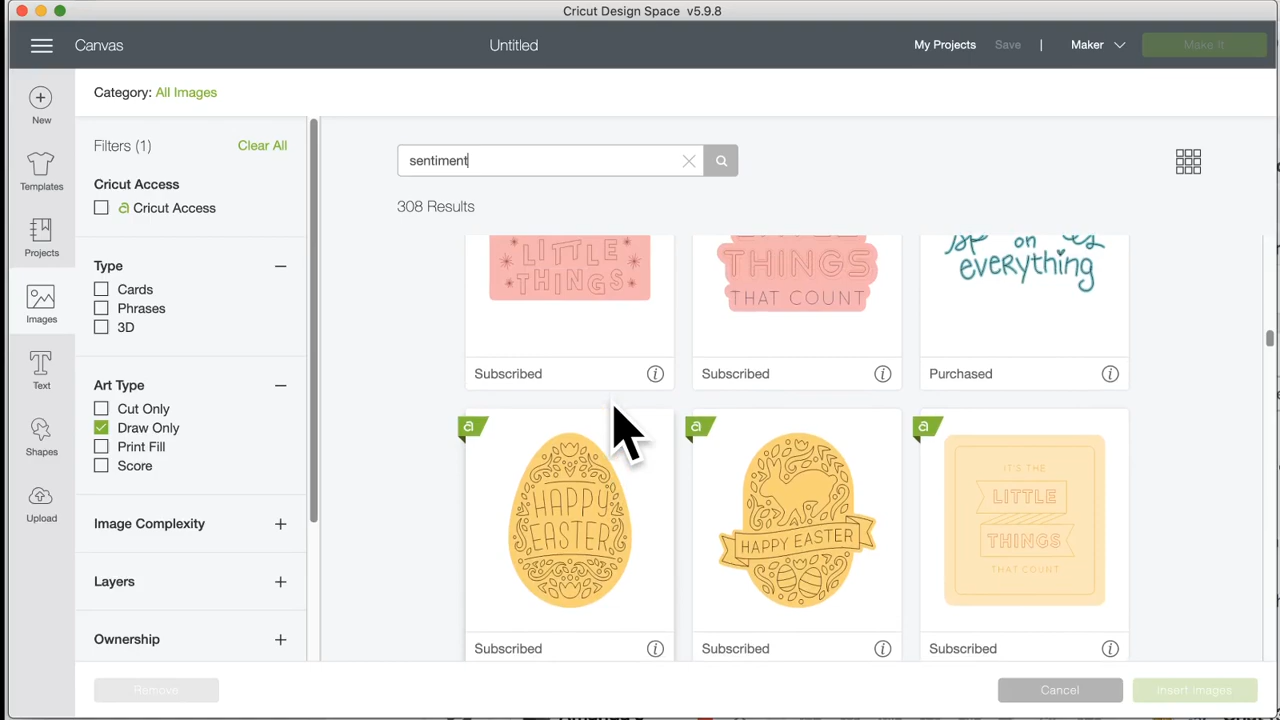 Cricut Design Space v5.9.8
Canvas
Untitled
My Projects
Save
|
Maker
Make It
New
Templates
Projects
Images
Text
Shapes
Upload
Category: All Images
Filters (1)
Clear All
Cricut Access
a Cricut Access
Type
Cards
Phrases
3D
Art Type
Cut Only
Draw Only
Print Fill
Score
Image Complexity
Layers
Ownership
sentiment
308 Results
LITTLE
THINGS
THINGS
THAT COUNT
on
everything
Subscribed
Subscribed
Purchased
a
HAPPY
EASTER
a
HAPPY EASTER
a
IT'S THE
LITTLE
THINGS
THAT COUNT
Subscribed
Subscribed
Subscribed
Remove
Cancel
Insert Images